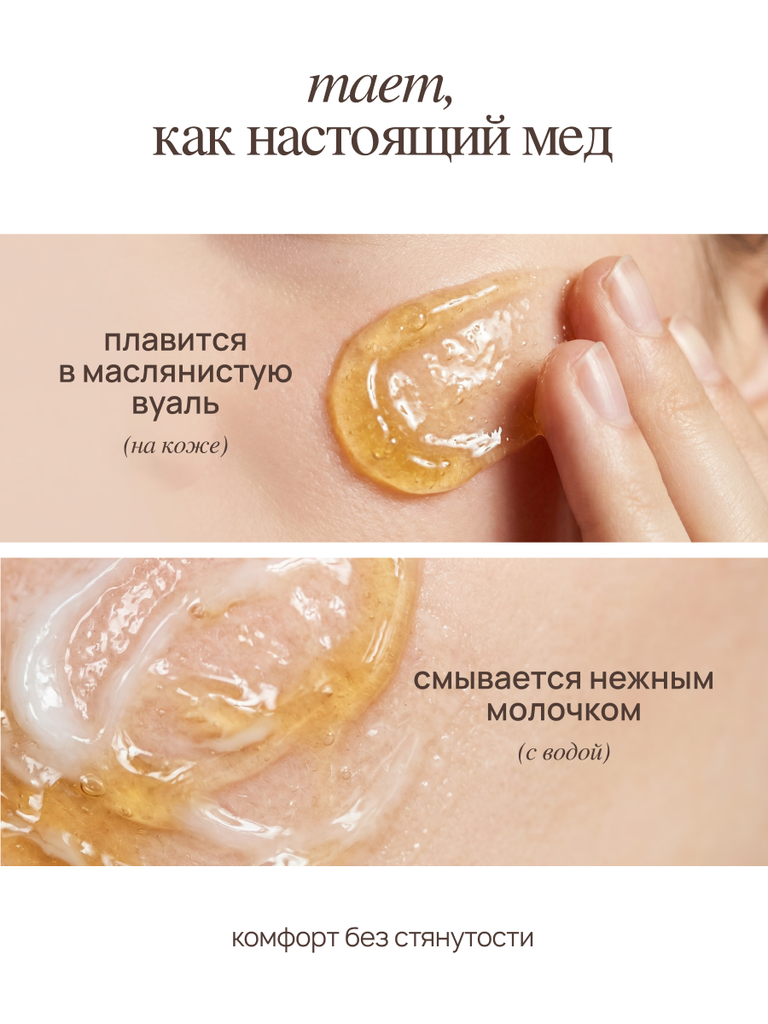 тает,
как настоящий мед
плавится
в маслянистую
вуаль
(на коже)
смывается нежным
молочком
(с водой)
комфорт без стянутости